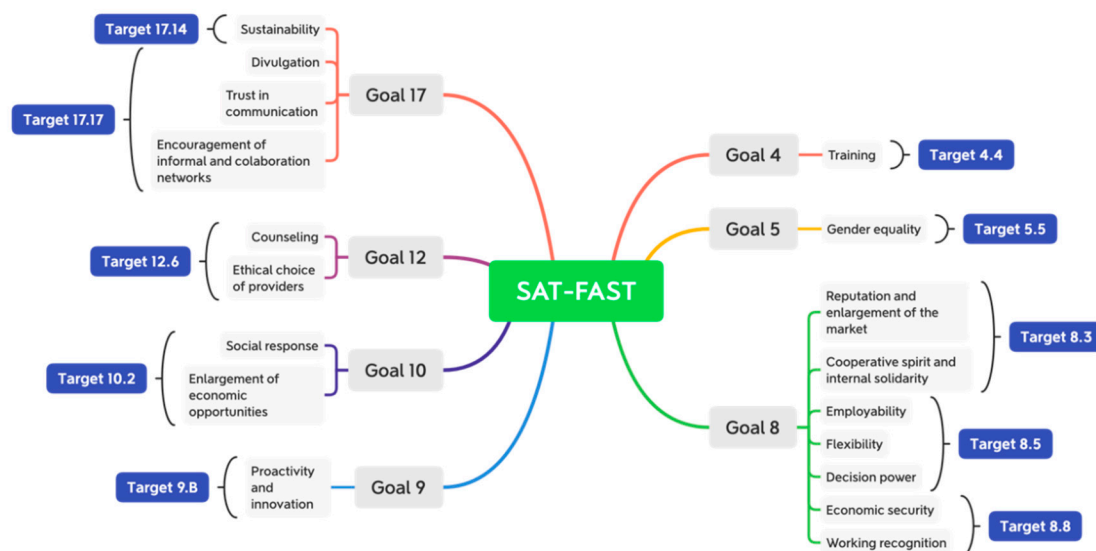 Target 17.14
Sustainability
Divulgation
Trust in
communication
Target 17.17
Encouragement of
informal and colaboration
networks
Goal 17
Counseling
Target 12.6
Ethical choice
of providers
Goal 12
Social response
Target 10.2
Enlargement of
economic
opportunities
Goal 10
Target 9.B
Proactivity
and
innovation
Goal 9
SAT-FAST
Goal 4
Training
Target 4.4
Goal 5
Gender equality
Target 5.5
Goal 8
Reputation and
enlargement of the
market
Cooperative spirit and
internal solidarity
Target 8.3
Employability
Flexibility
Decision power
Target 8.5
Economic security
Working recognition
Target 8.8